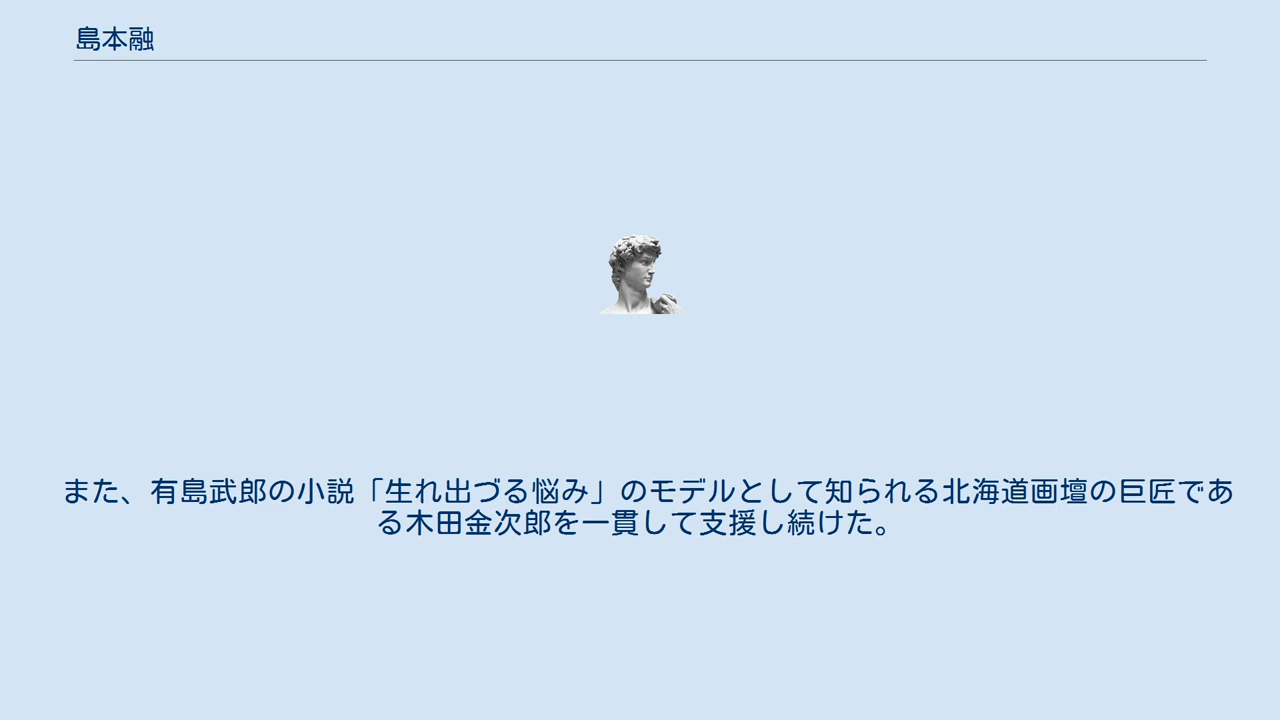 島本融
また、有島武郎の小説「生れ出づる悩み」のモデルとして知られる北海道画壇の巨匠であ
る木田金次郎を一貫して支援し続けた。